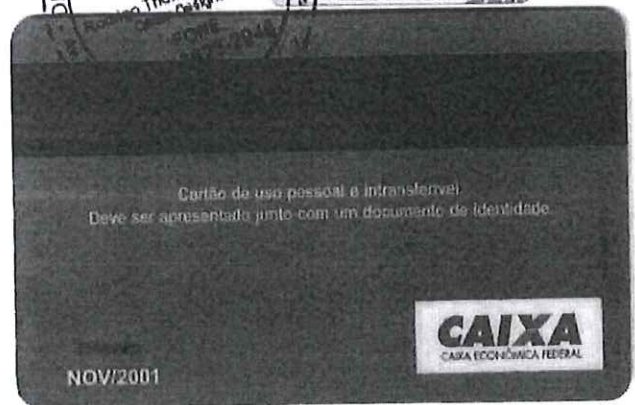 FONE
Cartão de uso pessoal e intransferível.
Deve ser apresentado junto com um documento de identidade.
CAIXA
CAIXA ECONÔMICA FEDERAL
NOV/2001